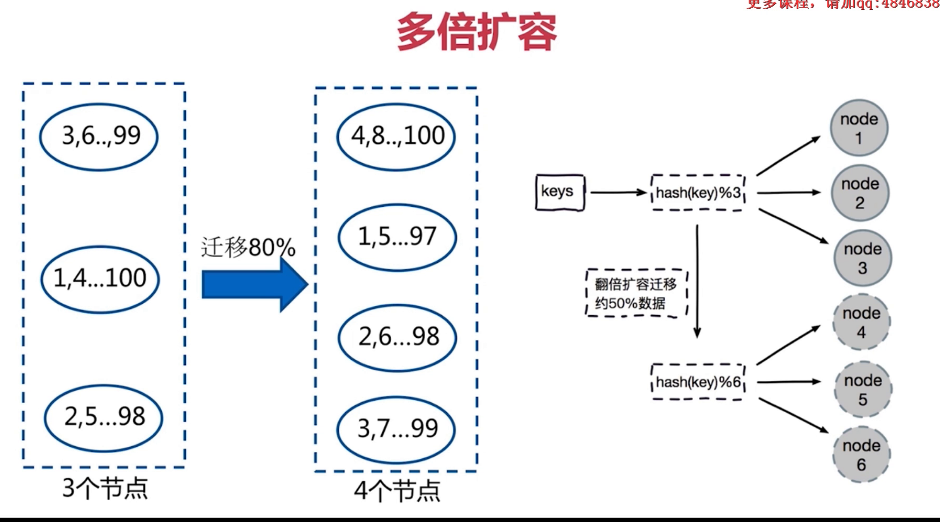 更多课程，请加qq:4846838
多倍扩容
3,6..,99
1,4...100
2,5...98
3个节点
迁移80%
4,8..,100
1,5...97
2,6...98
3,7...99
4个节点
keys
hash(key)%3
node
1
node
2
node
3
翻倍扩容迁移
约50%数据
hash(key)%6
node
4
node
5
node
6